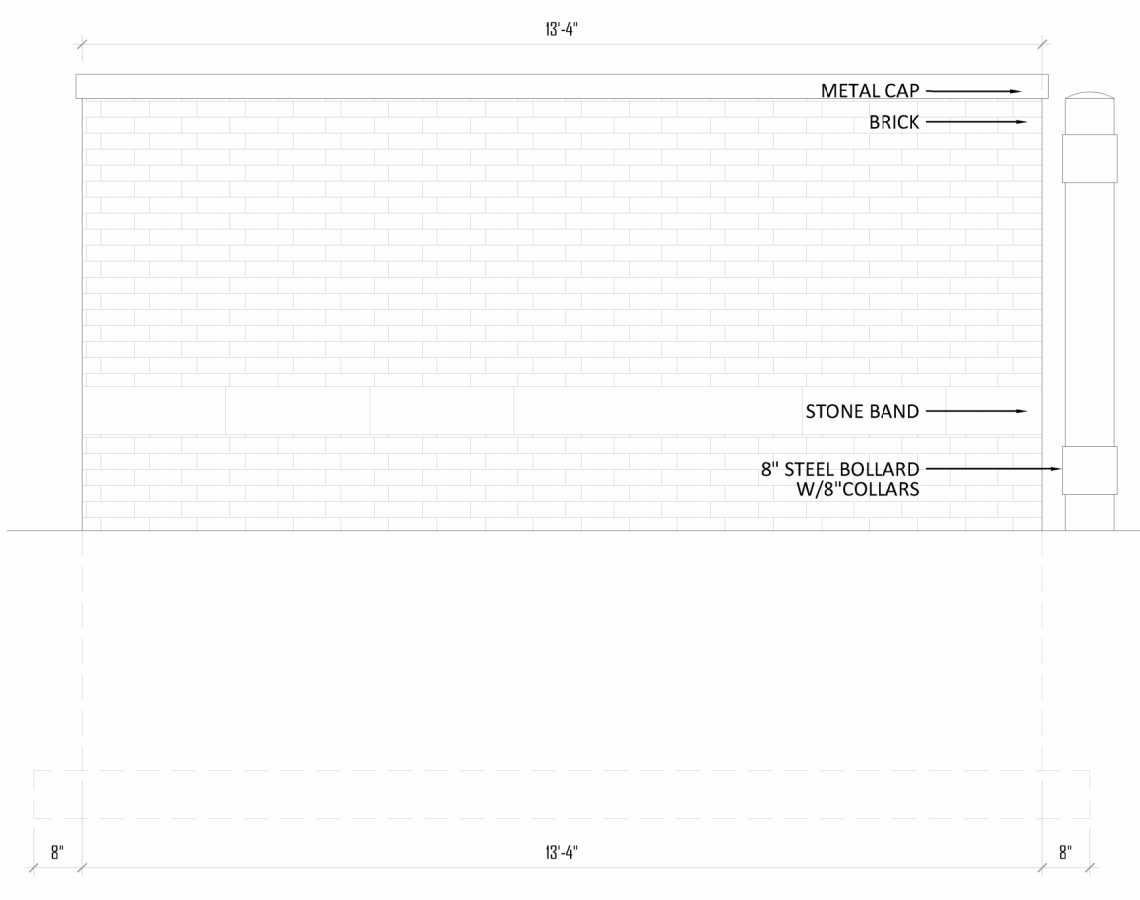 13'-4"
METAL CAP
BRICK
STONE BAND
8" STEEL BOLLARD
W/8"COLLARS
8"
13'-4"
8"